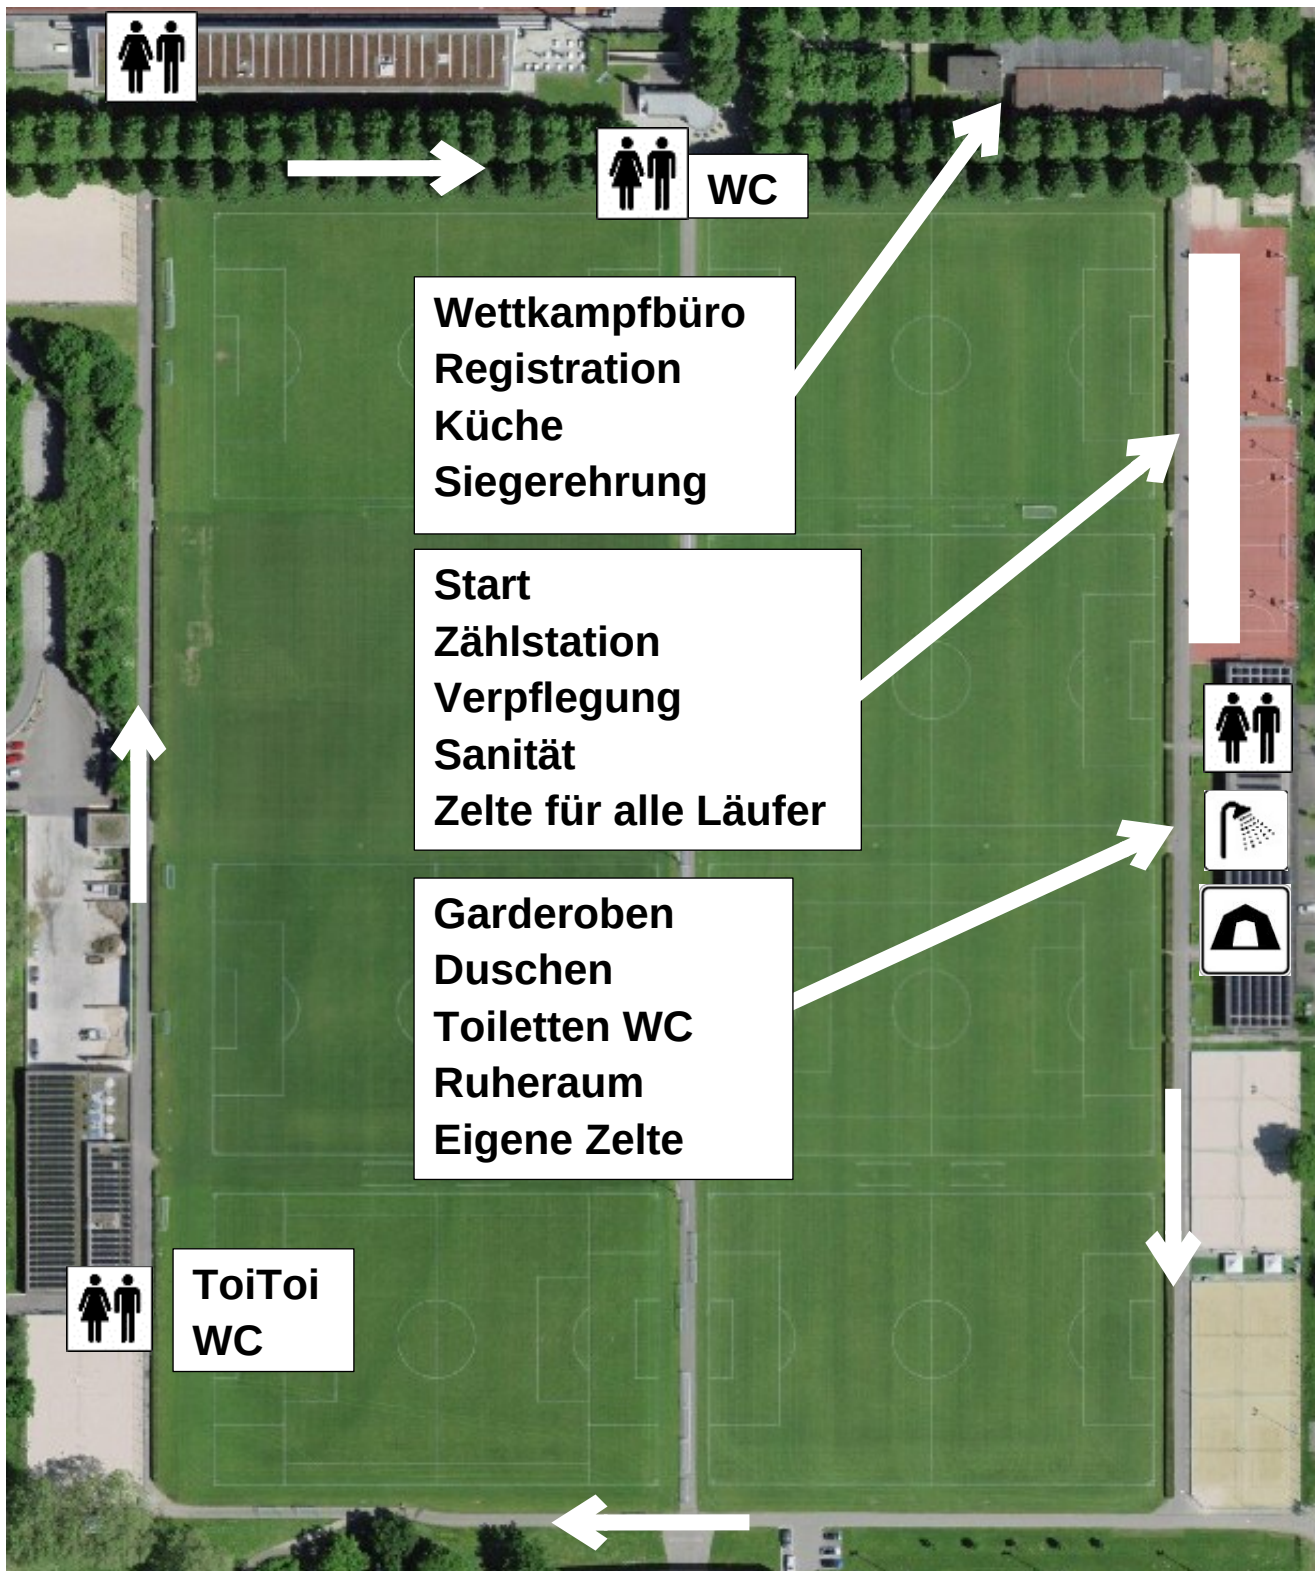 WC
Wettkampfbüro
Registration
Küche
Siegerehrung
Start
Zählstation
Verpflegung
Sanität
Zelte für alle Läufer
Garderoben
Duschen
Toiletten WC
Ruheraum
Eigene Zelte
ToiToi
WC